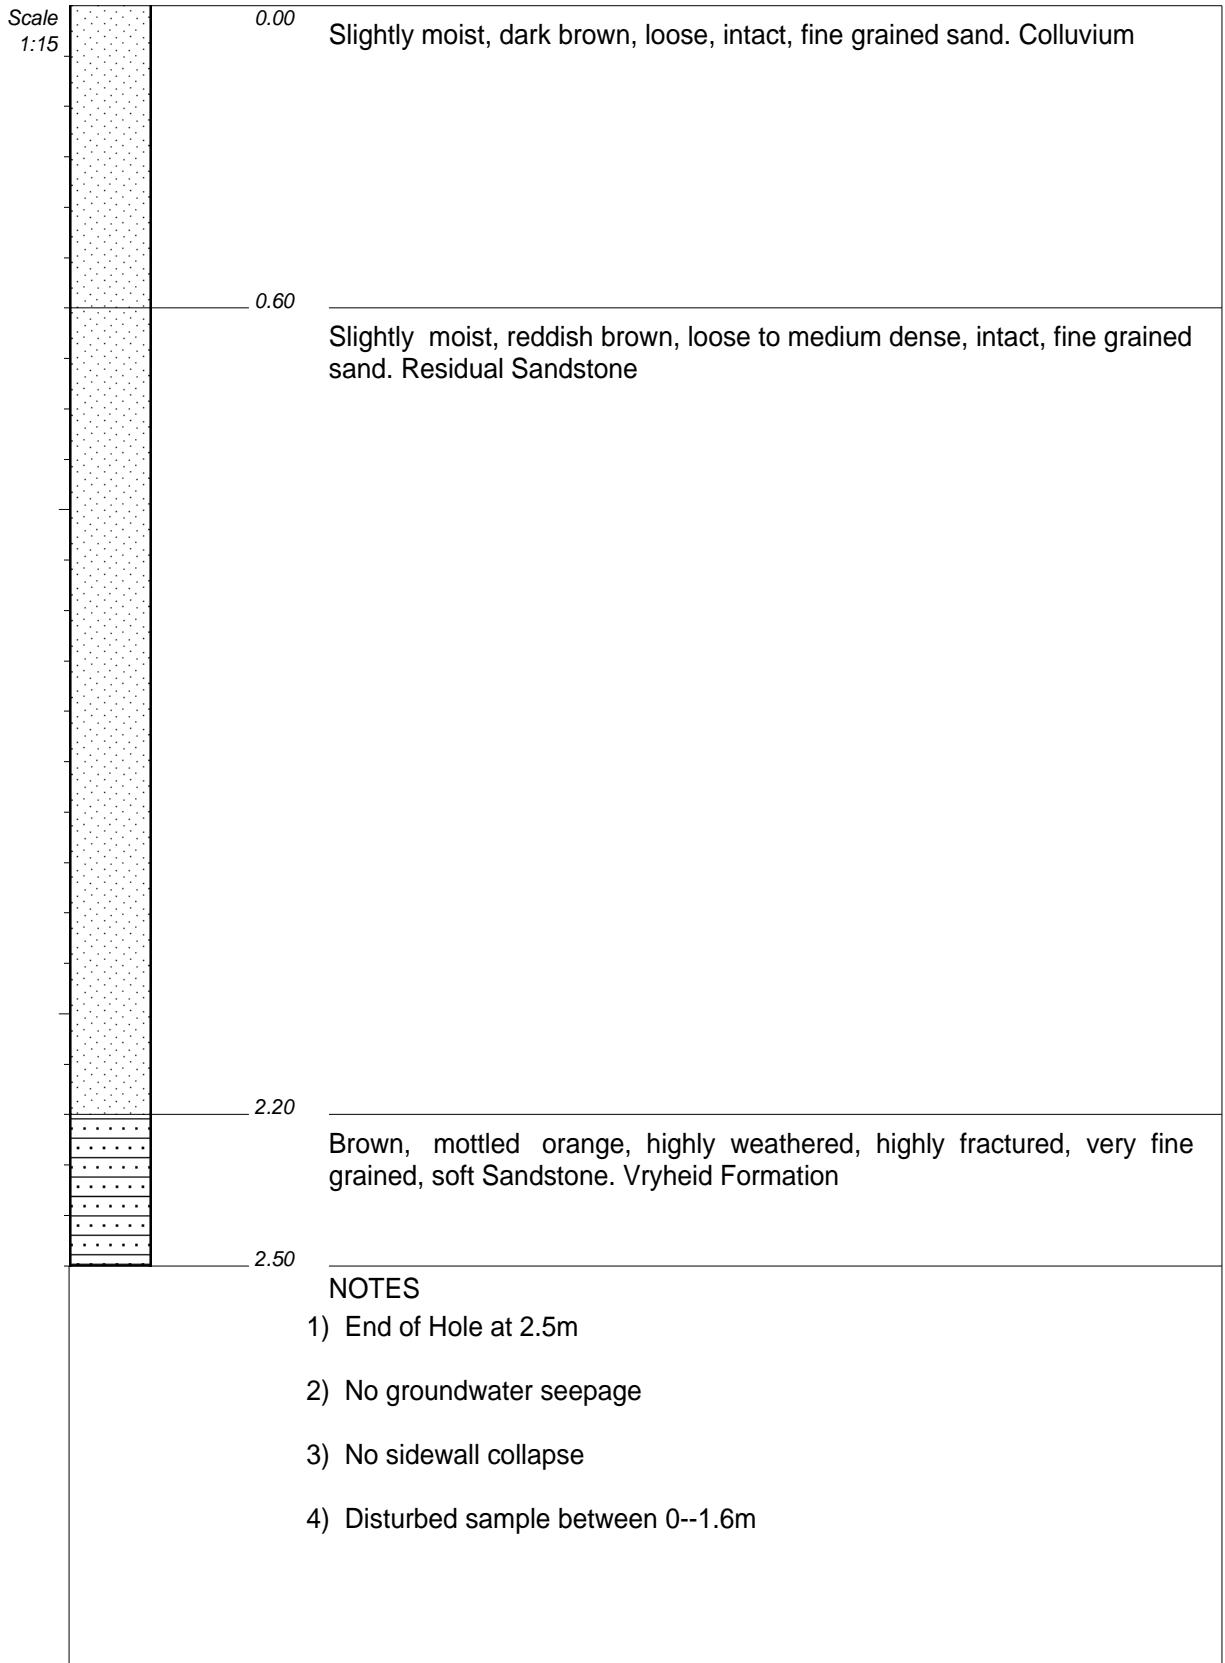 Scale
1:15
0.00
Slightly moist, dark brown, loose, intact, fine grained sand. Colluvium
0.60
Slightly moist, reddish brown, loose to medium dense, intact, fine grained
sand. Residual Sandstone
2.20
Brown, mottled orange, highly weathered, highly fractured, very fine
grained, soft Sandstone. Vryheid Formation
2.50
NOTES
1) End of Hole at 2.5m
2) No groundwater seepage
3) No sidewall collapse
4) Disturbed sample between 0--1.6m